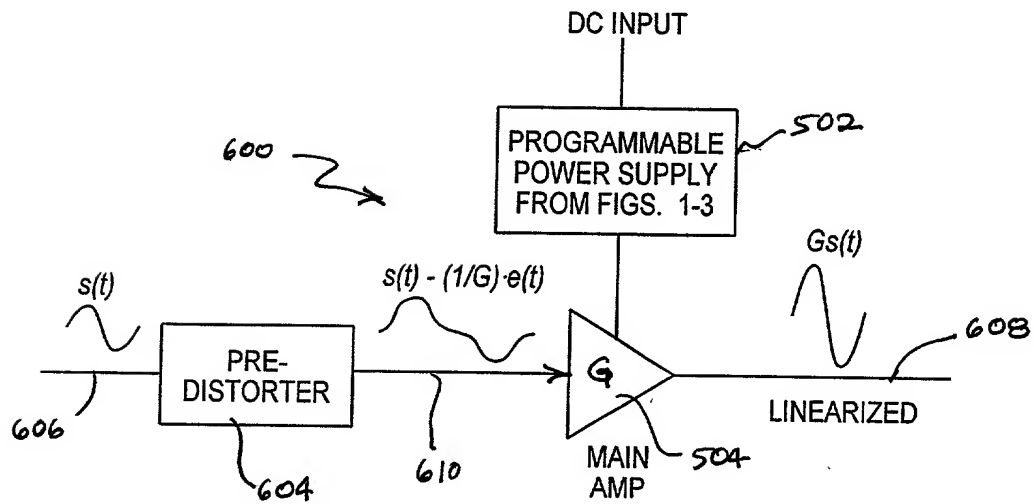 DC INPUT
PROGRAMMABLE
POWER SUPPLY
FROM FIGS. 1-3
502
600
Gs(t)
s(t)
s(t) - (1/G)·e(t)
608
PRE-
DISTORTER
G
LINEARIZED
606
604
610
MAIN
AMP
504